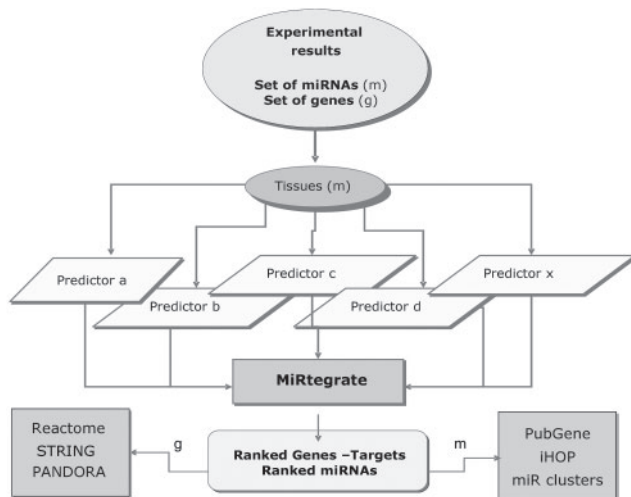 Experimental
results
Set of miRNAs (m)
Set of genes (g)
Tissues (m)
Predictor a
Predictor b
Predictor c
Predictor d
Predictor x
MiRtegrate
Reactome
STRING
PANDORA
g
Ranked Genes –Targets
Ranked miRNAs
m
PubGene
iHOP
miR clusters